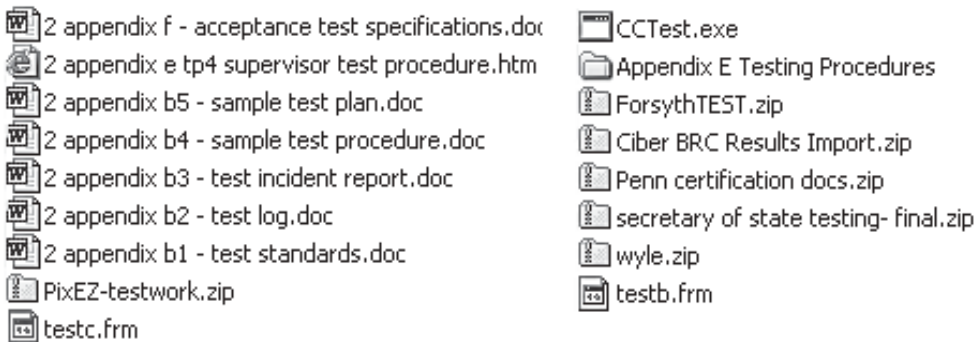 2 appendix f - acceptance test specifications.doc
2 appendix e tp4 supervisor test procedure.htm
2 appendix b5 - sample test plan.doc
2 appendix b4 - sample test procedure.doc
2 appendix b3 - test incident report.doc
2 appendix b2 - test log.doc
2 appendix b1 - test standards.doc
PixEZ-testwork.zip
testc.frm
CCTest.exe
Appendix E Testing Procedures
ForsythTEST.zip
Ciber BRC Results Import.zip
Penn certification docs.zip
secretary of state testing- final.zip
wyle.zip
testb.frm